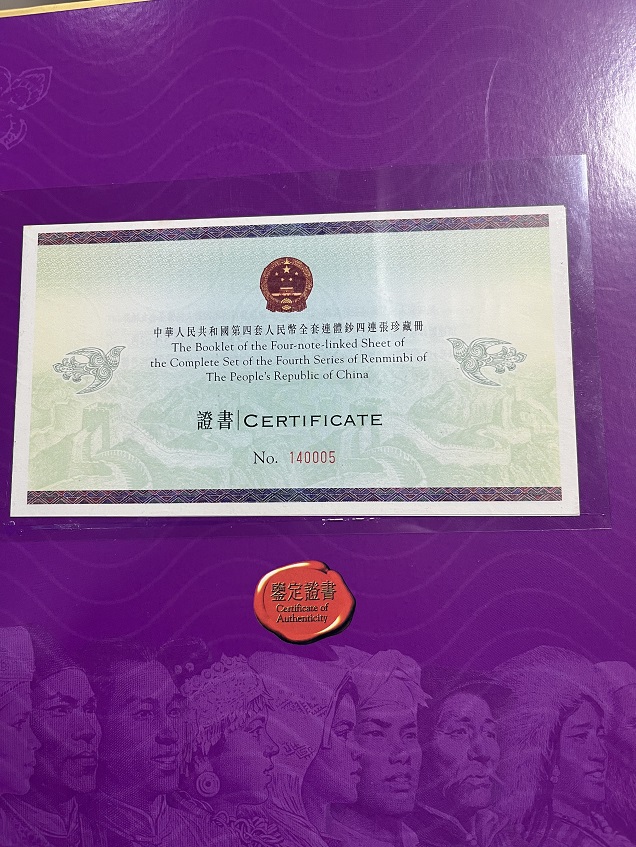 中華人民共和國第四套人民幣全套連體鈔四連張珍藏冊
The Booklet of the Four-note-linked Sheet of
the Complete Set of the Fourth Series of Renminbi of
The People's Republic of China
證書|CERTIFICATE
No. 140005
鑒定證書
Certificate of
Authenticity